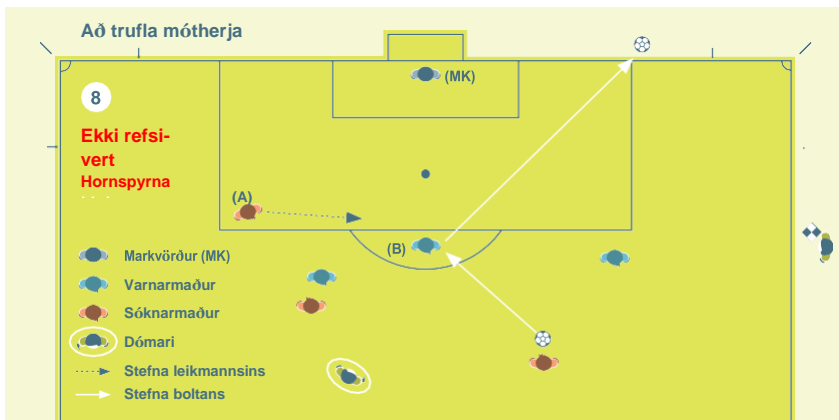 Að trufla mótherja
(MK)
8
Ekki refsi-
vert
Hornspyrna
(A)
(B)
Markvörður (MK)
Varnarmaður
Sóknarmaður
Dómari
Stefna leikmannsins
Stefna boltans